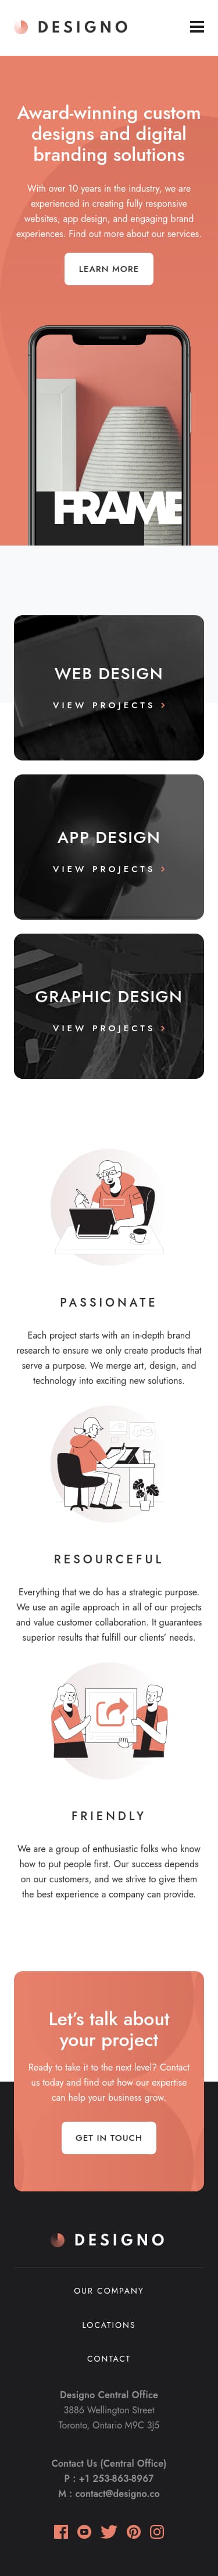 DESIGNO
Award-winning custom
designs and digital
branding solutions
With over 10 years in the industry, we are
experienced in creating fully responsive
websites, app design, and engaging brand
experiences. Find out more about our services.
LEARN MORE
FRAME
WEB DESIGN
VIEW PROJECTS
APP DESIGN
VIEW PROJECTS
GRAPHIC DESIGN
VIEW PROJECTS
PASSIONATE
Each project starts with an in-depth brand
research to ensure we only create products that
serve a purpose. We merge art, design, and
technology into exciting new solutions.
RESOURCEFUL
Everything that we do has a strategic purpose.
We use an agile approach in all of our projects
and value customer collaboration. It guarantees
superior results that fulfill our clients’ needs.
FRIENDLY
We are a group of enthusiastic folks who know
how to put people first. Our success depends
on our customers, and we strive to give them
the best experience a company can provide.
Let’s talk about
your project
Ready to take it to the next level? Contact
us today and find out how our expertise
can help your business grow.
GET IN TOUCH
DESIGNO
OUR COMPANY
LOCATIONS
CONTACT
Designo Central Office
3886 Wellington Street
Toronto, Ontario M9C 3J5
Contact Us (Central Office)
P : +1 253-863-8967
M : contact@designo.co